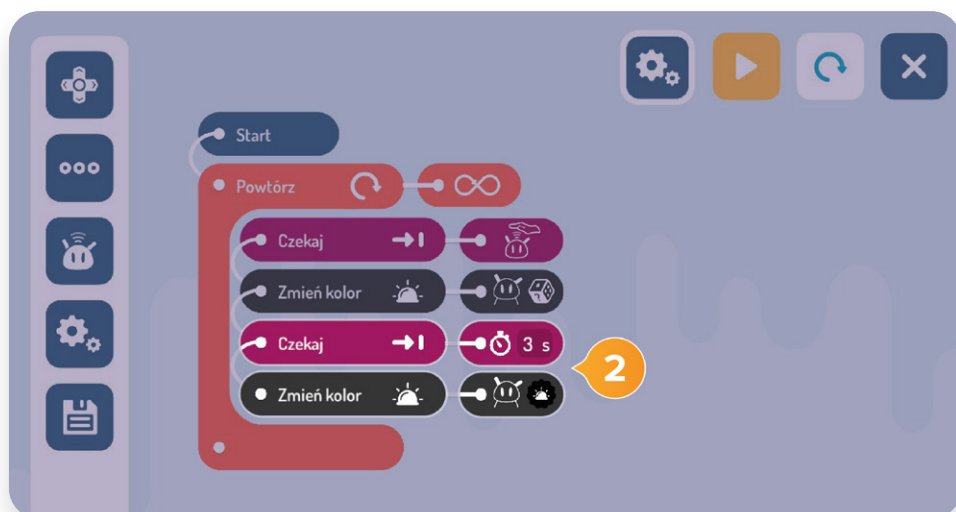 Start
Powtórz
Czekaj
Zmień kolor
Czekaj 3 s
Zmień kolor
2